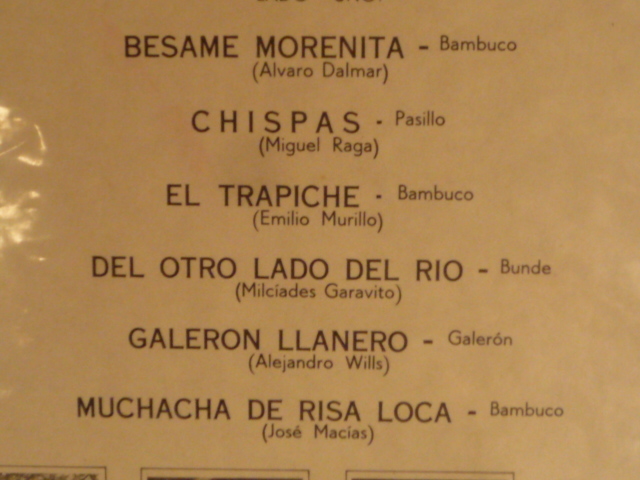 BESAME MORENITA - Bambuco
(Alvaro Dalmar)
CHISPAS - Pasillo
(Miguel Raga)
EL TRAPICHE - Bambuco
(Emilio Murillo)
DEL OTRO LADO DEL RIO - Bunde
(Milcíades Garavito)
GALERON LLANERO - Galerón
(Alejandro Wills)
MUCHACHA DE RISA LOCA - Bambuco
(José Macías)